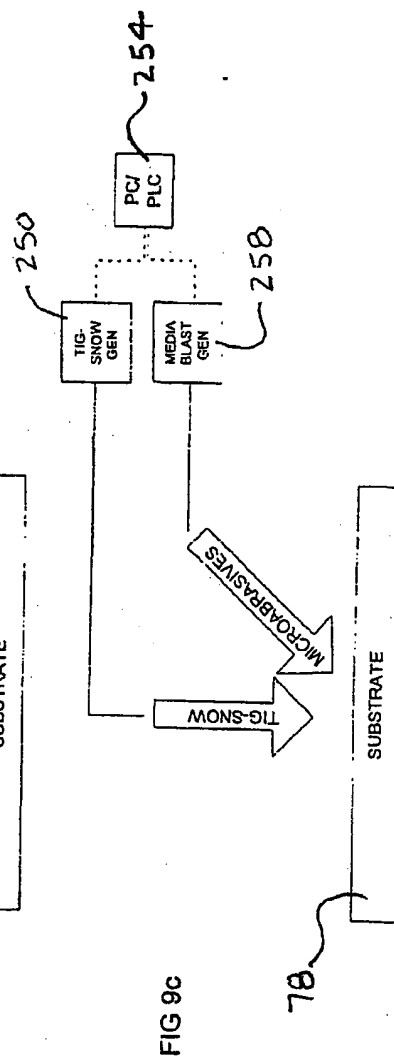 SUBSTRATE
254
PC/
PLC
250
TIG-
SNOW
GEN
MEDIA
BLAST
GEN
258
MICROABRASIVES
TIG-SNOW
SUBSTRATE
78
FIG 9c